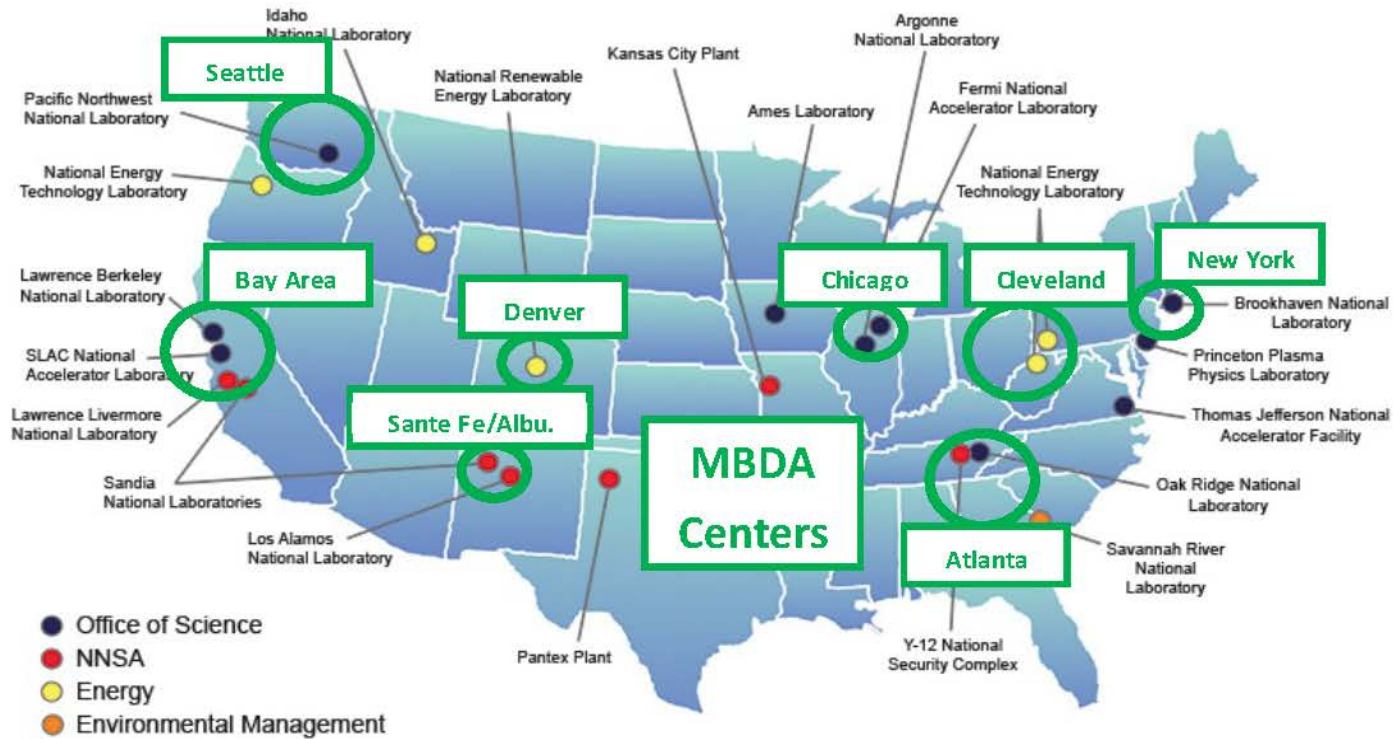 Idaho
National Laboratory
Seattle
Pacific Northwest
National Laboratory
National Energy
Technology Laboratory
National Renewable
Energy Laboratory
Kansas City Plant
Argonne
National Laboratory
Ames Laboratory
Fermi National
Accelerator Laboratory
National Energy
Technology Laboratory
Lawrence Berkeley
National Laboratory
Bay Area
Denver
Chicago
Cleveland
New York
Brookhaven National
Laboratory
SLAC National
Accelerator Laboratory
Princeton Plasma
Physics Laboratory
Lawrence Livermore
National Laboratory
Sante Fe/Albu.
MBDA
Centers
Thomas Jefferson National
Accelerator Facility
Sandia
National Laboratories
Oak Ridge National
Laboratory
Los Alamos
National Laboratory
Atlanta
Savannah River
National
Laboratory
Pantex Plant
Y-12 National
Security Complex
Office of Science
NNSA
Energy
Environmental Management